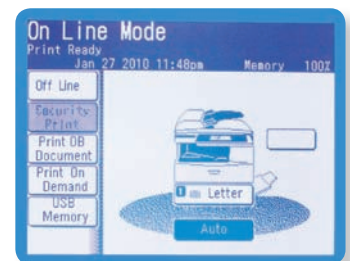 On Line Mode
Print Ready
Jan 27 2010 11:48pm Memory 100%
Off Line
Security
Print
Print OB
Document
Print On
Demand
USB
Memory
1 Letter
Auto